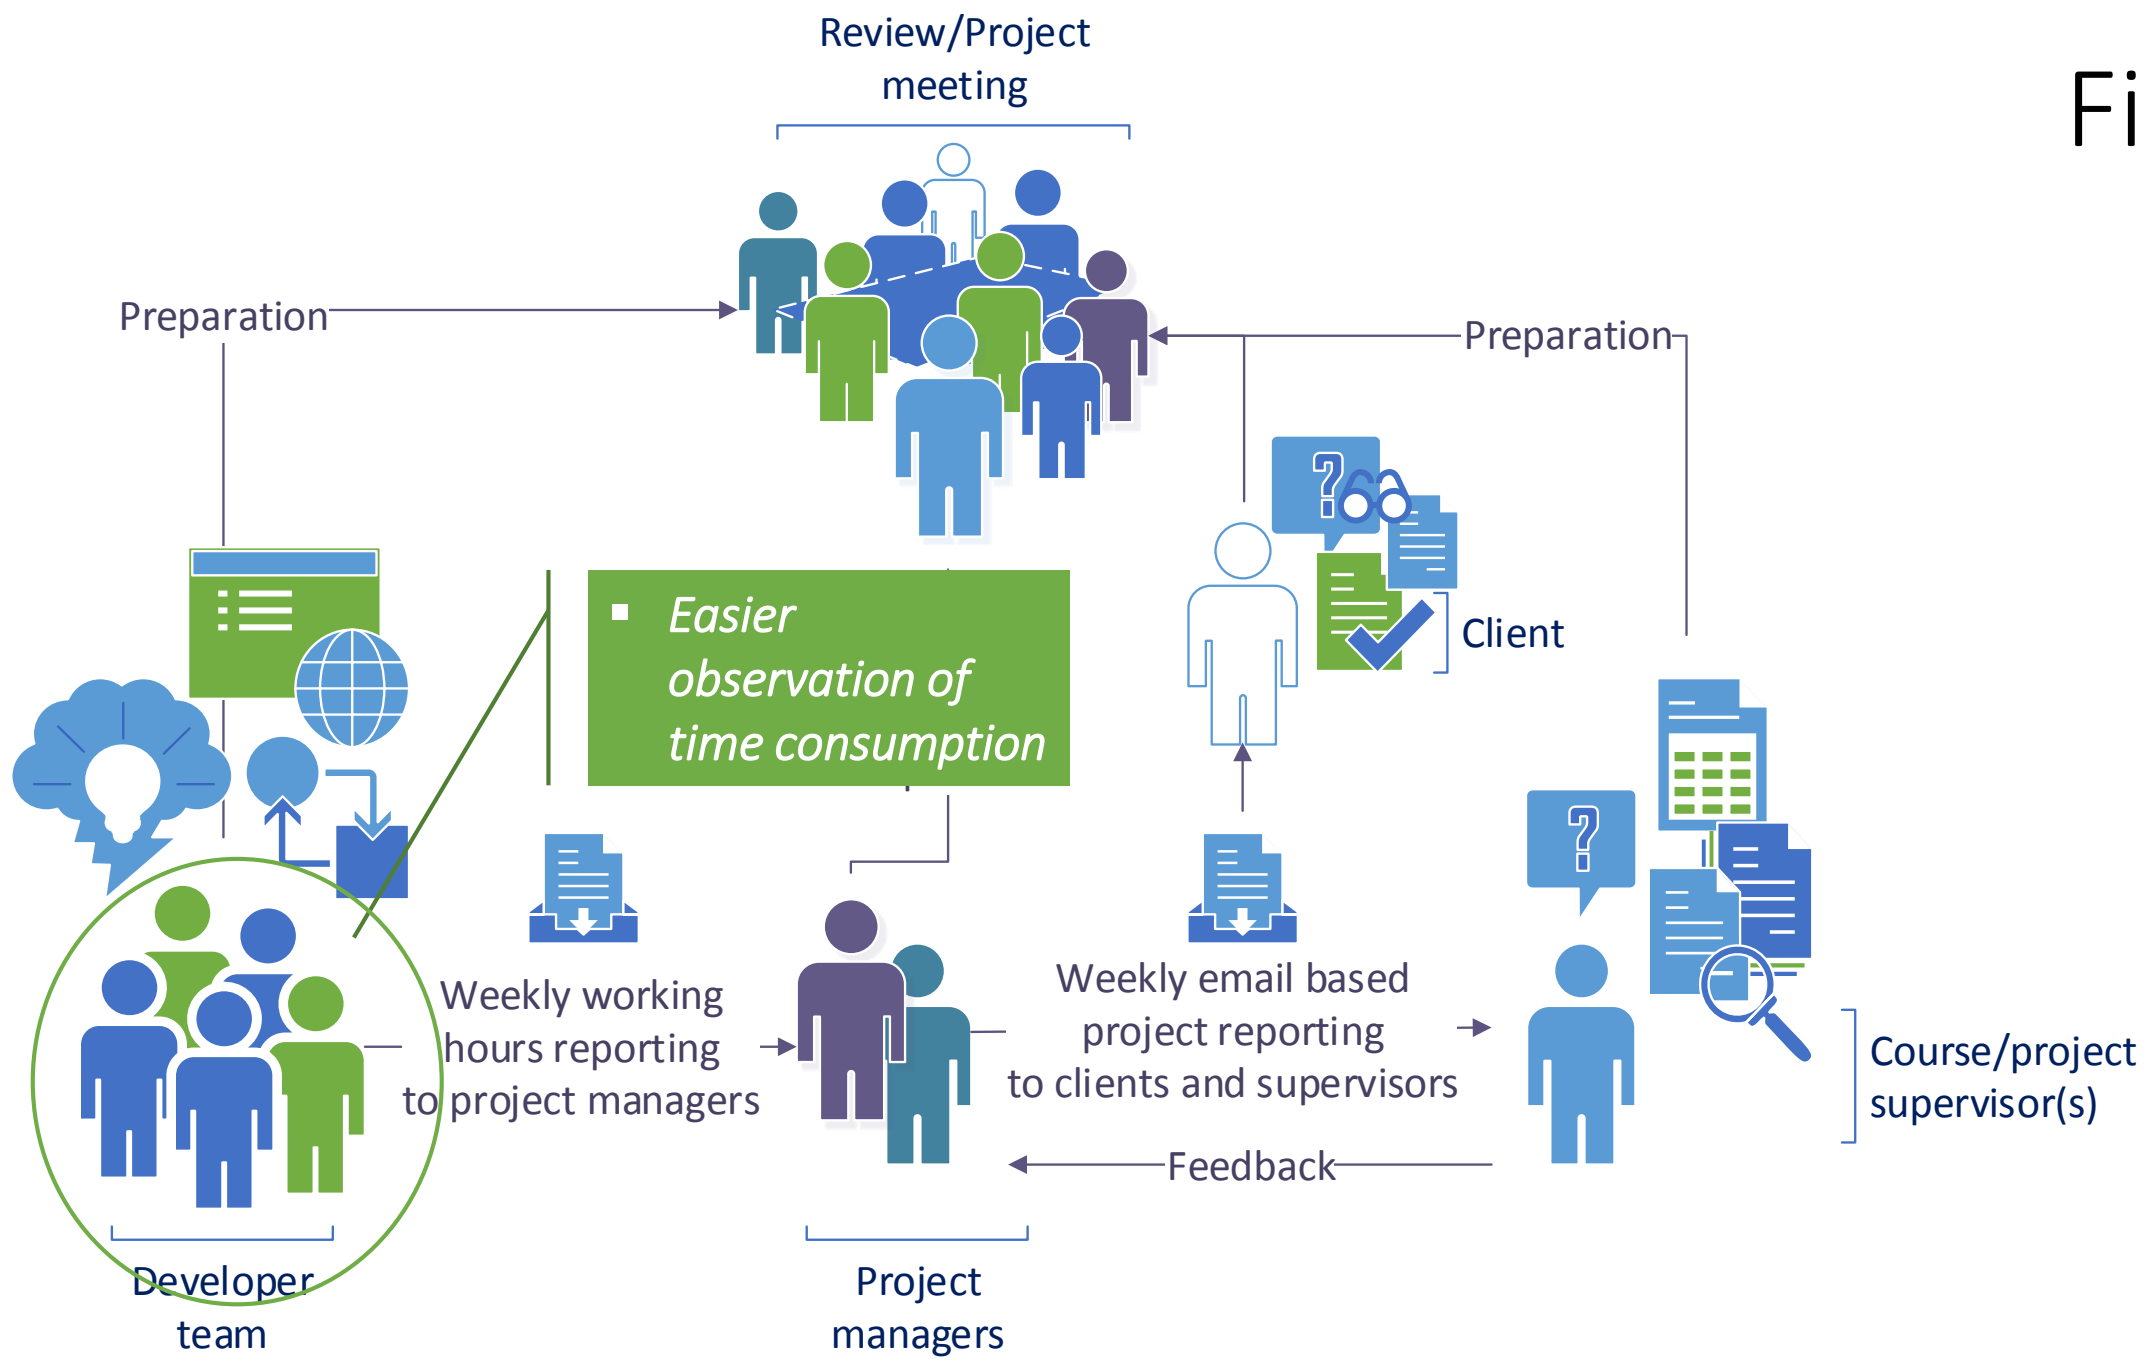 Review/Project
meeting
Fi
Preparation
Preparation
?
▪ Easier
observation of
time consumption
Client
?
Weekly working
hours reporting
to project managers
Weekly email based
project reporting
to clients and supervisors
Course/project
supervisor(s)
Feedback
Developer
team
Project
managers